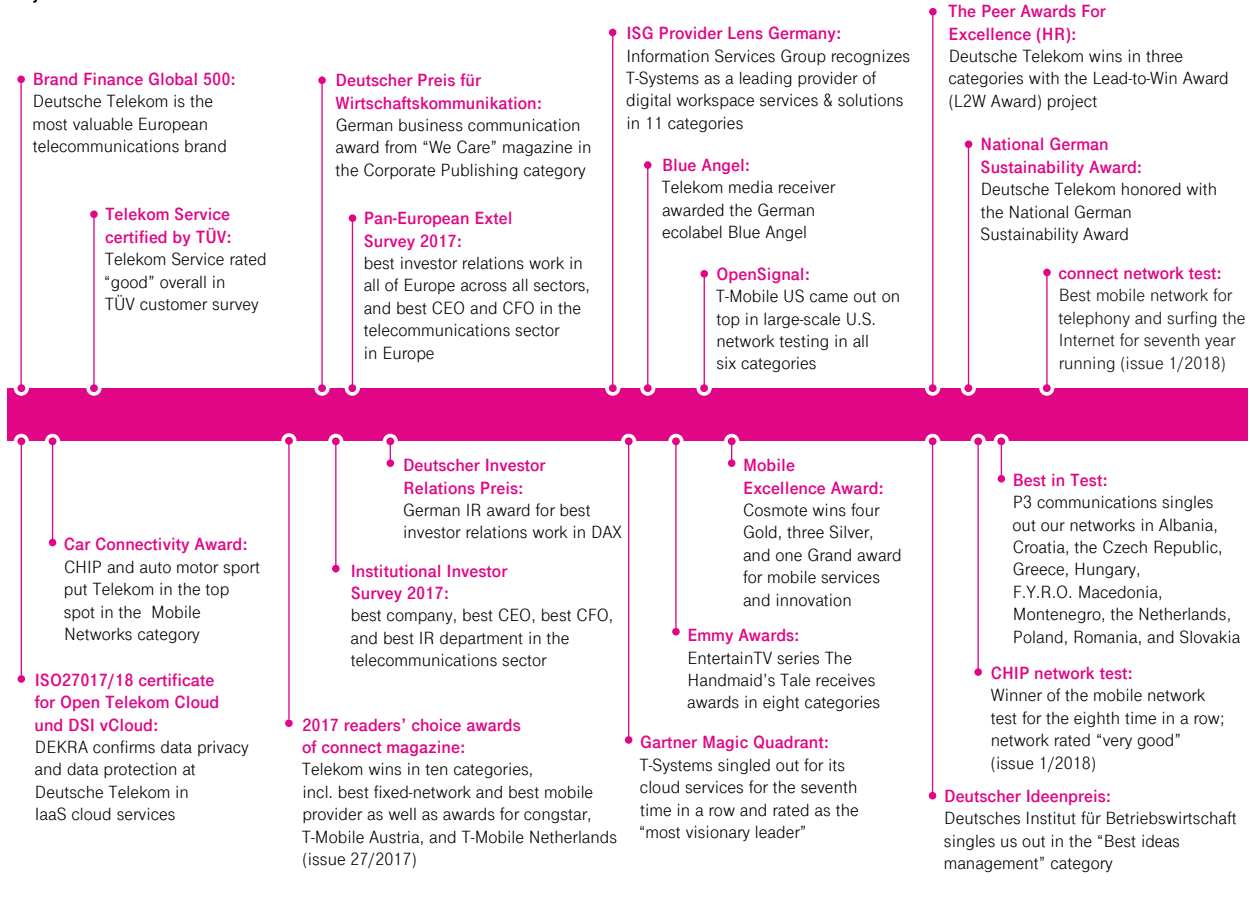 Brand Finance Global 500:
Deutsche Telekom is the
most valuable European
telecommunications brand
Telekom Service
certified by TÜV:
Telekom Service rated
“good” overall in
TÜV customer survey
Deutscher Preis für
Wirtschaftskommunikation:
German business communication
award from “We Care” magazine in
the Corporate Publishing category
Pan-European Extel
Survey 2017:
best investor relations work in
all of Europe across all sectors,
and best CEO and CFO in the
telecommunications sector
in Europe
ISG Provider Lens Germany:
Information Services Group recognizes
T-Systems as a leading provider of
digital workspace services & solutions
in 11 categories
Blue Angel:
Telekom media receiver
awarded the German
ecolabel Blue Angel
OpenSignal:
T-Mobile US came out on
top in large-scale U.S.
network testing in all
six categories
The Peer Awards For
Excellence (HR):
Deutsche Telekom wins in three
categories with the Lead-to-Win Award
(L2W Award) project
National German
Sustainability Award:
Deutsche Telekom honored with
the National German
Sustainability Award
connect network test:
Best mobile network for
telephony and surfing the
Internet for seventh year
running (issue 1/2018)
Car Connectivity Award:
CHIP and auto motor sport
put Telekom in the top
spot in the Mobile
Networks category
ISO27017/18 certificate
for Open Telekom Cloud
und DSI vCloud:
DEKRA confirms data privacy
and data protection at
Deutsche Telekom in
IaaS cloud services
Deutscher Investor
Relations Preis:
German IR award for best
investor relations work in DAX
Institutional Investor
Survey 2017:
best company, best CEO, best CFO,
and best IR department in the
telecommunications sector
2017 readers’ choice awards
of connect magazine:
Telekom wins in ten categories,
incl. best fixed-network and best mobile
provider as well as awards for congstar,
T-Mobile Austria, and T-Mobile Netherlands
(issue 27/2017)
Mobile
Excellence Award:
Cosmote wins four
Gold, three Silver,
and one Grand award
for mobile services
and innovation
Emmy Awards:
EntertainTV series The
Handmaid’s Tale receives
awards in eight categories
Gartner Magic Quadrant:
T-Systems singled out for its
cloud services for the seventh
time in a row and rated as the
“most visionary leader”
Best in Test:
P3 communications singles
out our networks in Albania,
Croatia, the Czech Republic,
Greece, Hungary,
F.Y.R.O. Macedonia,
Montenegro, the Netherlands,
Poland, Romania, and Slovakia
CHIP network test:
Winner of the mobile network
test for the eighth time in a row;
network rated “very good”
(issue 1/2018)
Deutscher Ideenpreis:
Deutsches Institut für Betriebswirtschaft
singles us out in the “Best ideas
management” category